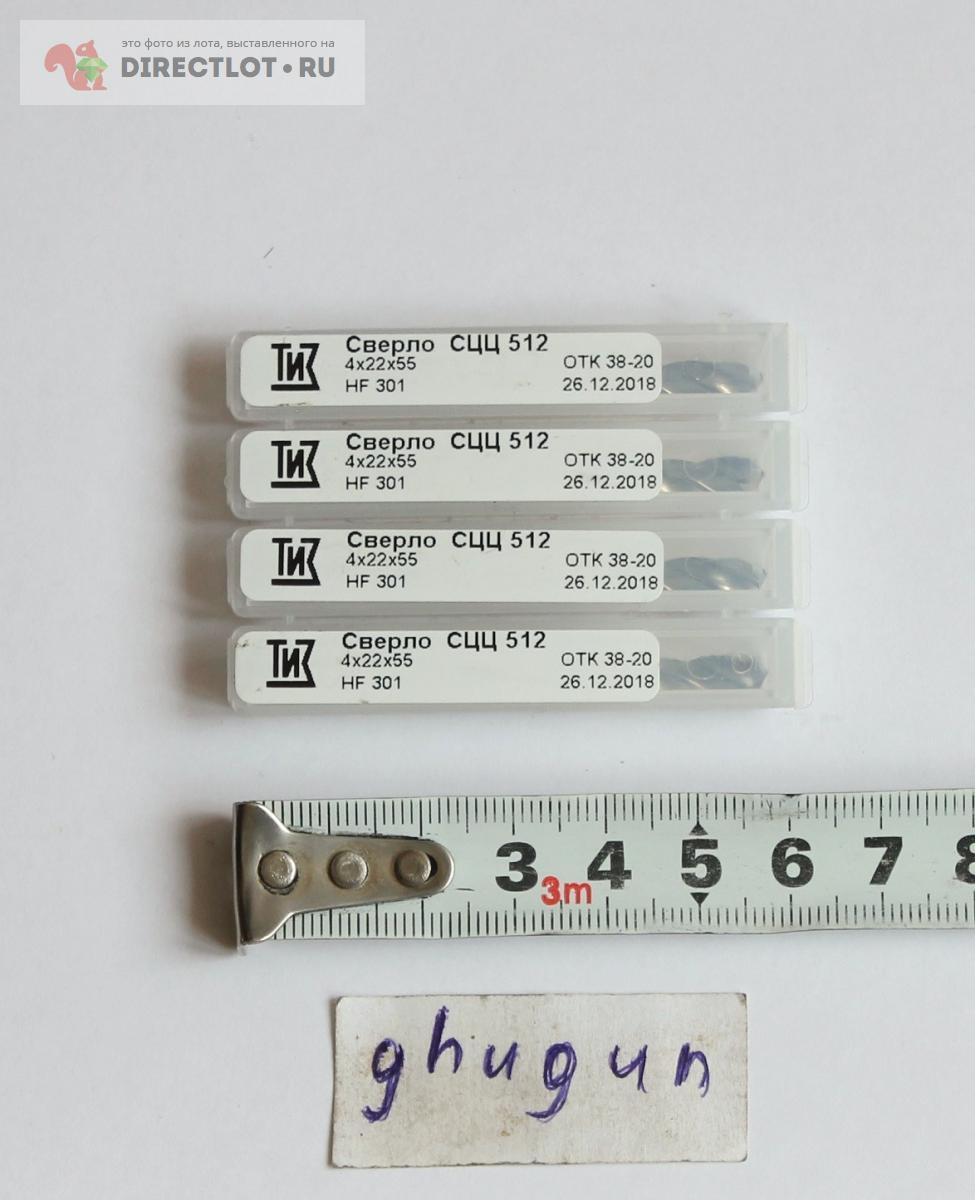 это фото из лота, выставленного на
DIRECTLOT•RU
ТиЗ
Сверло СЦЦ 512
4x22x55
ОТК 38-20
HF 301
26.12.2018
ТиЗ
Сверло СЦЦ 512
4x22x55
ОТК 38-20
HF 301
26.12.2018
ТиЗ
Сверло СЦЦ 512
4x22x55
ОТК 38-20
HF 301
26.12.2018
ТиЗ
Сверло СЦЦ 512
4x22x55
ОТК 38-20
HF 301
26.12.2018
3 4 5 6 7 8
3m
ghugun